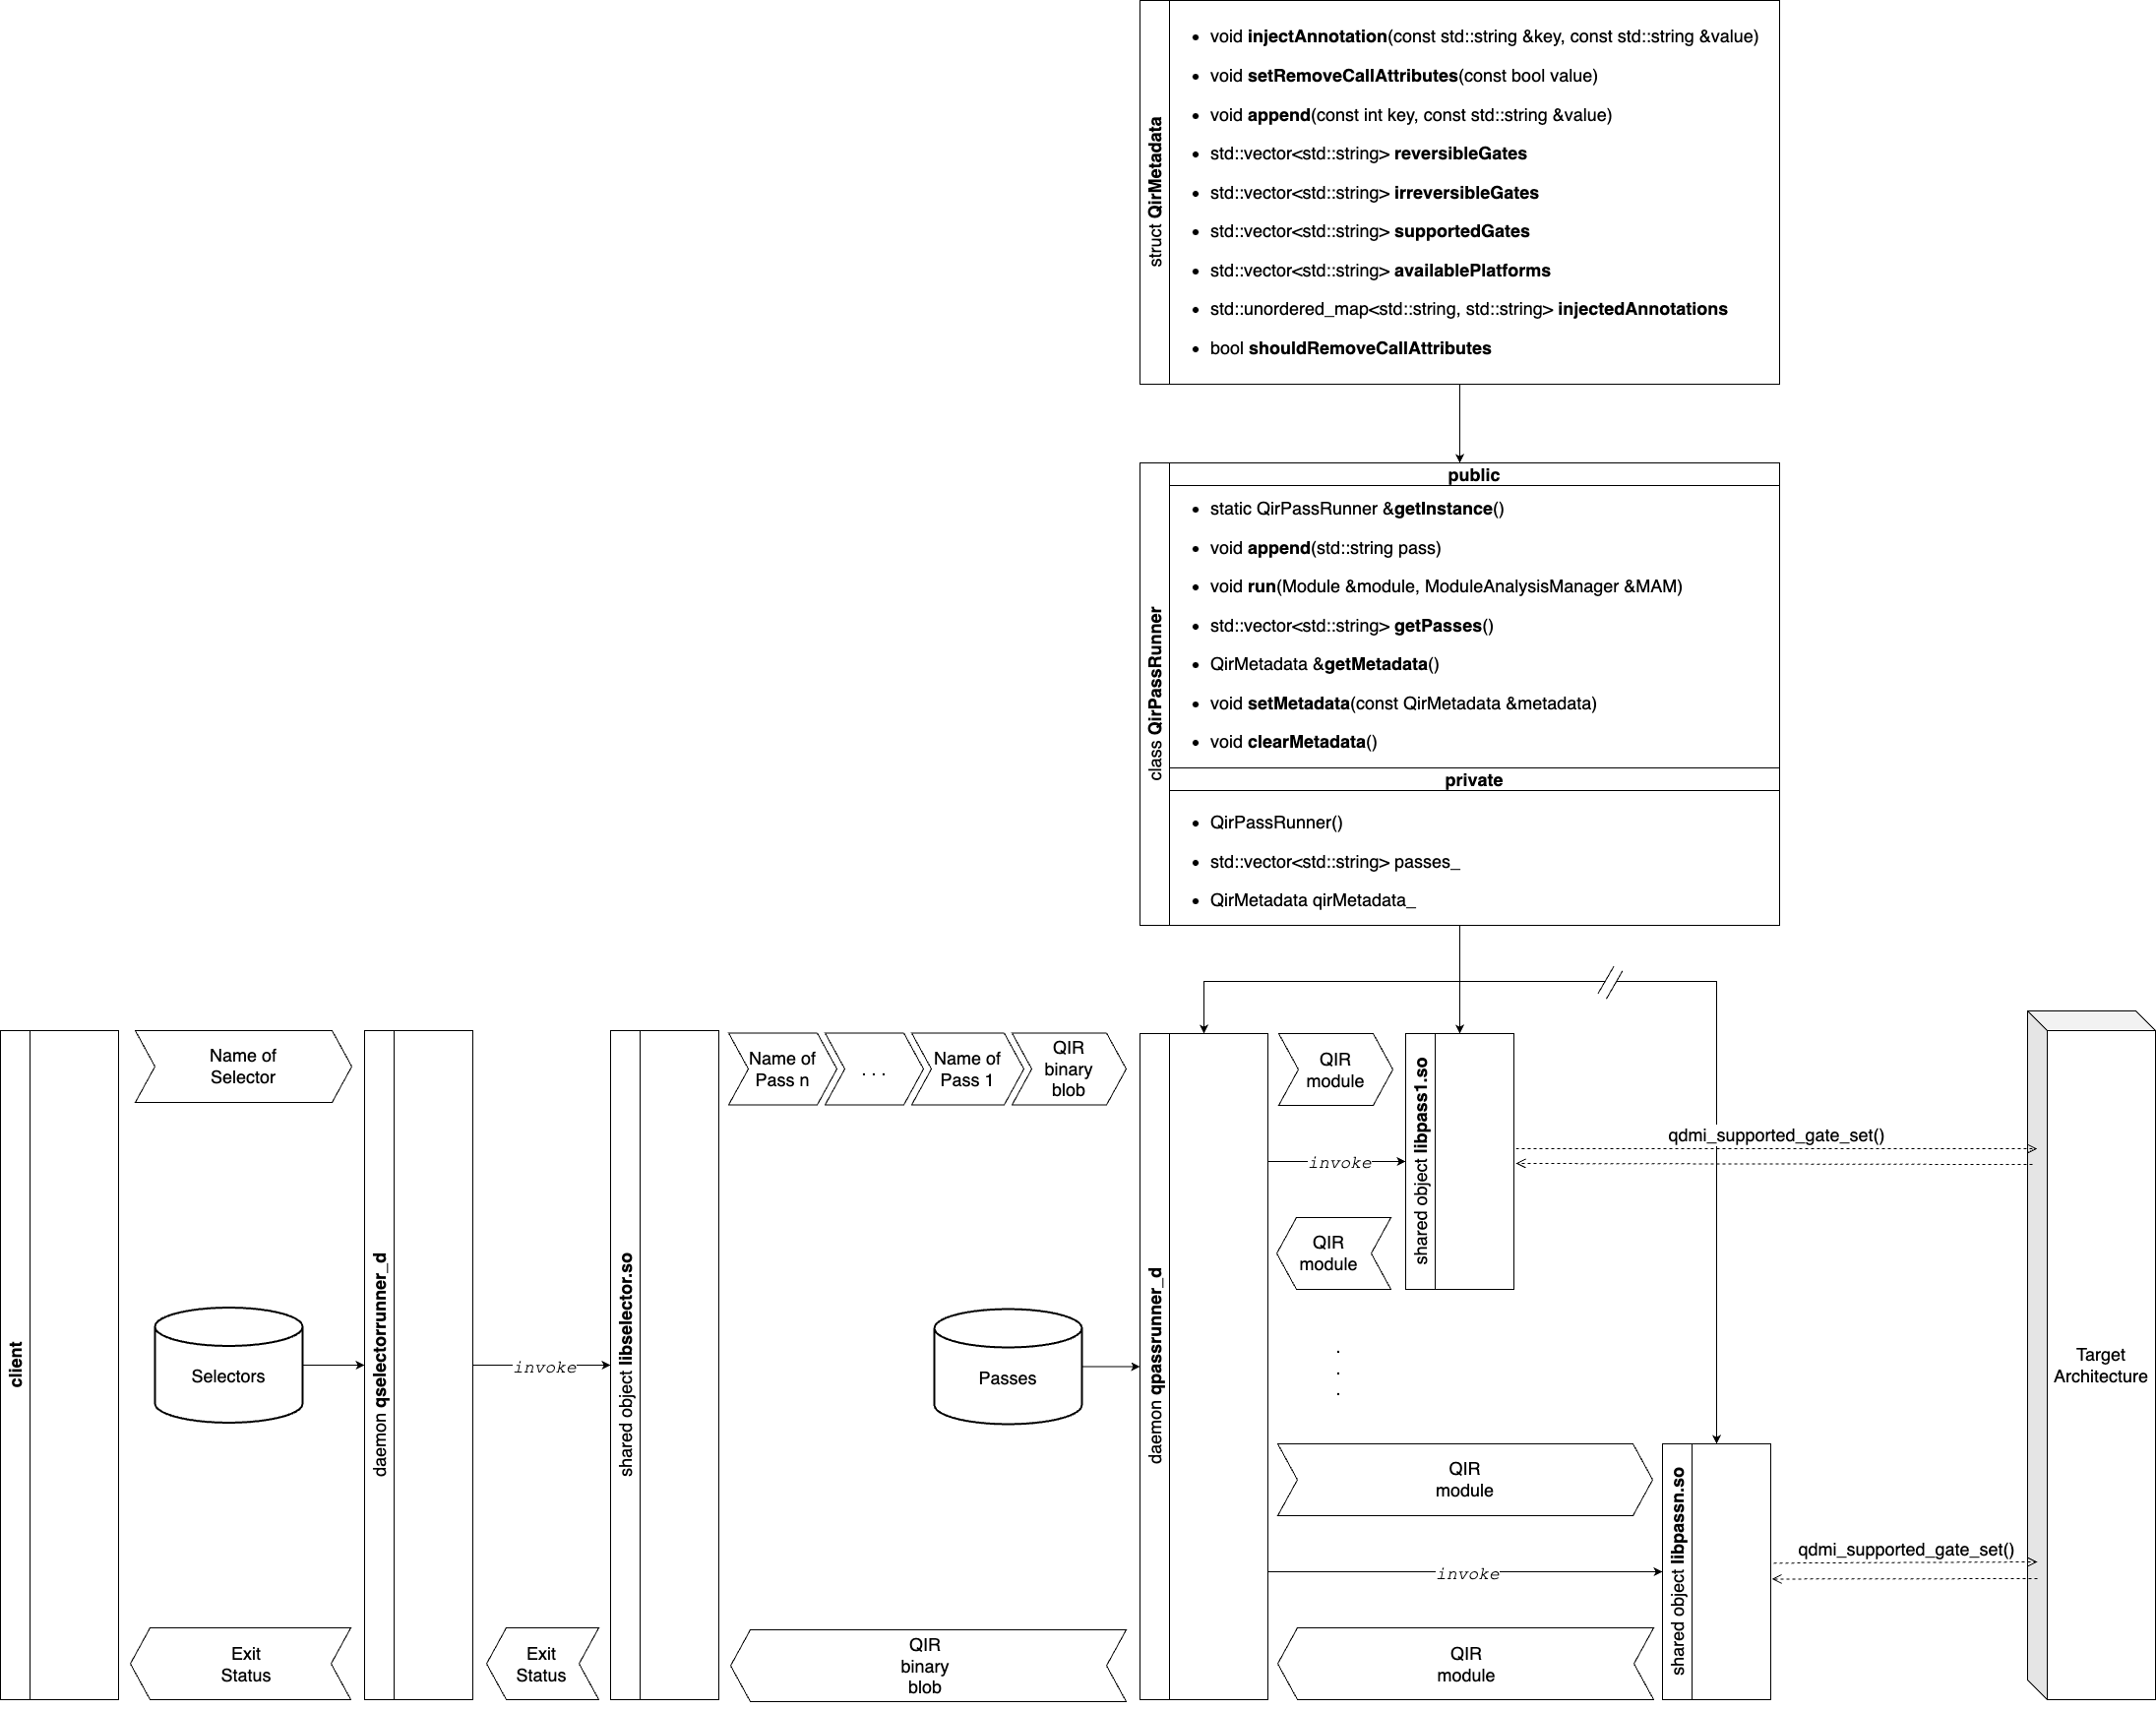 struct QirMetadata
void injectAnnotation(const std::string &key, const std::string &value)
void setRemoveCallAttributes(const bool value)
void append(const int key, const std::string &value)
std::vector<std::string> reversibleGates
std::vector<std::string> irreversibleGates
std::vector<std::string> supportedGates
std::vector<std::string> availablePlatforms
std::unordered_map<std::string, std::string> injectedAnnotations
bool shouldRemoveCallAttributes
class QirPassRunner
public
static QirPassRunner &getInstance()
void append(std::string pass)
void run(Module &module, ModuleAnalysisManager &MAM)
std::vector<std::string> getPasses()
QirMetadata &getMetadata()
void setMetadata(const QirMetadata &metadata)
void clearMetadata()
private
QirPassRunner()
std::vector<std::string> passes_
QirMetadata qirMetadata_
client
Name of
Selector
Selectors
Exit
Status
daemon qselectorrunner_d
invoke
Exit
Status
shared object libselector.so
Name of
Pass n
. . .
Name of
Pass 1
QIR
binary
blob
Passes
QIR
binary
blob
daemon qpassrunner_d
QIR
module
invoke
QIR
module
.
.
.
shared object libpass1.so
qdmi_supported_gate_set()
QIR
module
invoke
QIR
module
shared object libpassn.so
qdmi_supported_gate_set()
Target
Architecture